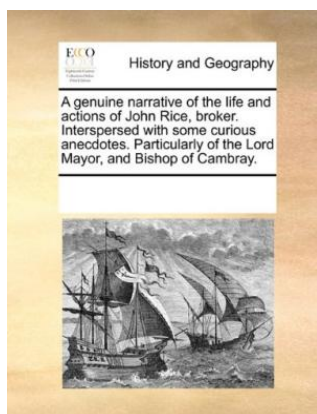 ECCO
History and Geography
A genuine narrative of the life and
actions of John Rice, broker.
Interspersed with some curious
anecdotes. Particularly of the Lord
Mayor, and Bishop of Cambray.